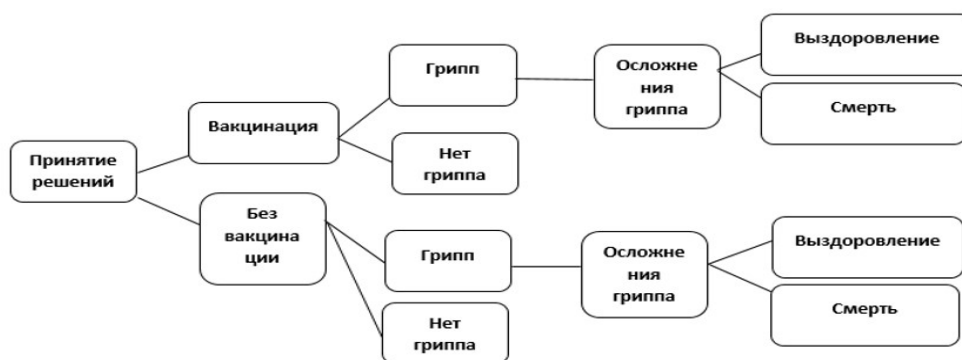 Принятие
решений
Вакцинация
Грипп
Осложне
ния
гриппа
Выздоровление
Смерть
Нет
гриппа
Без
вакцина
ции
Грипп
Осложне
ния
гриппа
Выздоровление
Смерть
Нет
гриппа